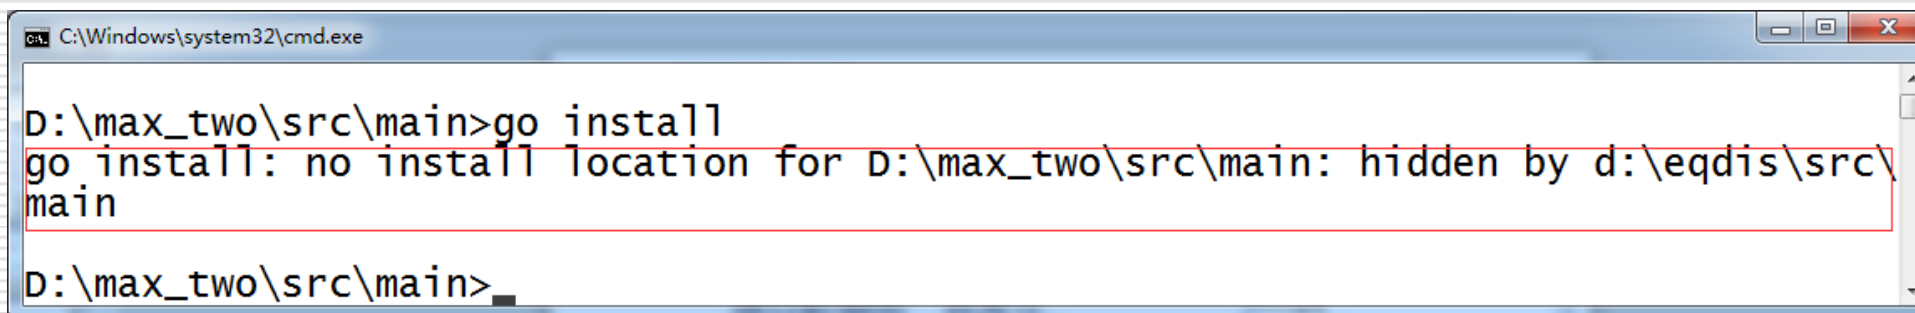 C:\Windows\system32\cmd.exe
D:\max_two\src\main>go install
go install: no install location for D:\max_two\src\main: hidden by d:\eqdis\src\
main
D:\max_two\src\main>